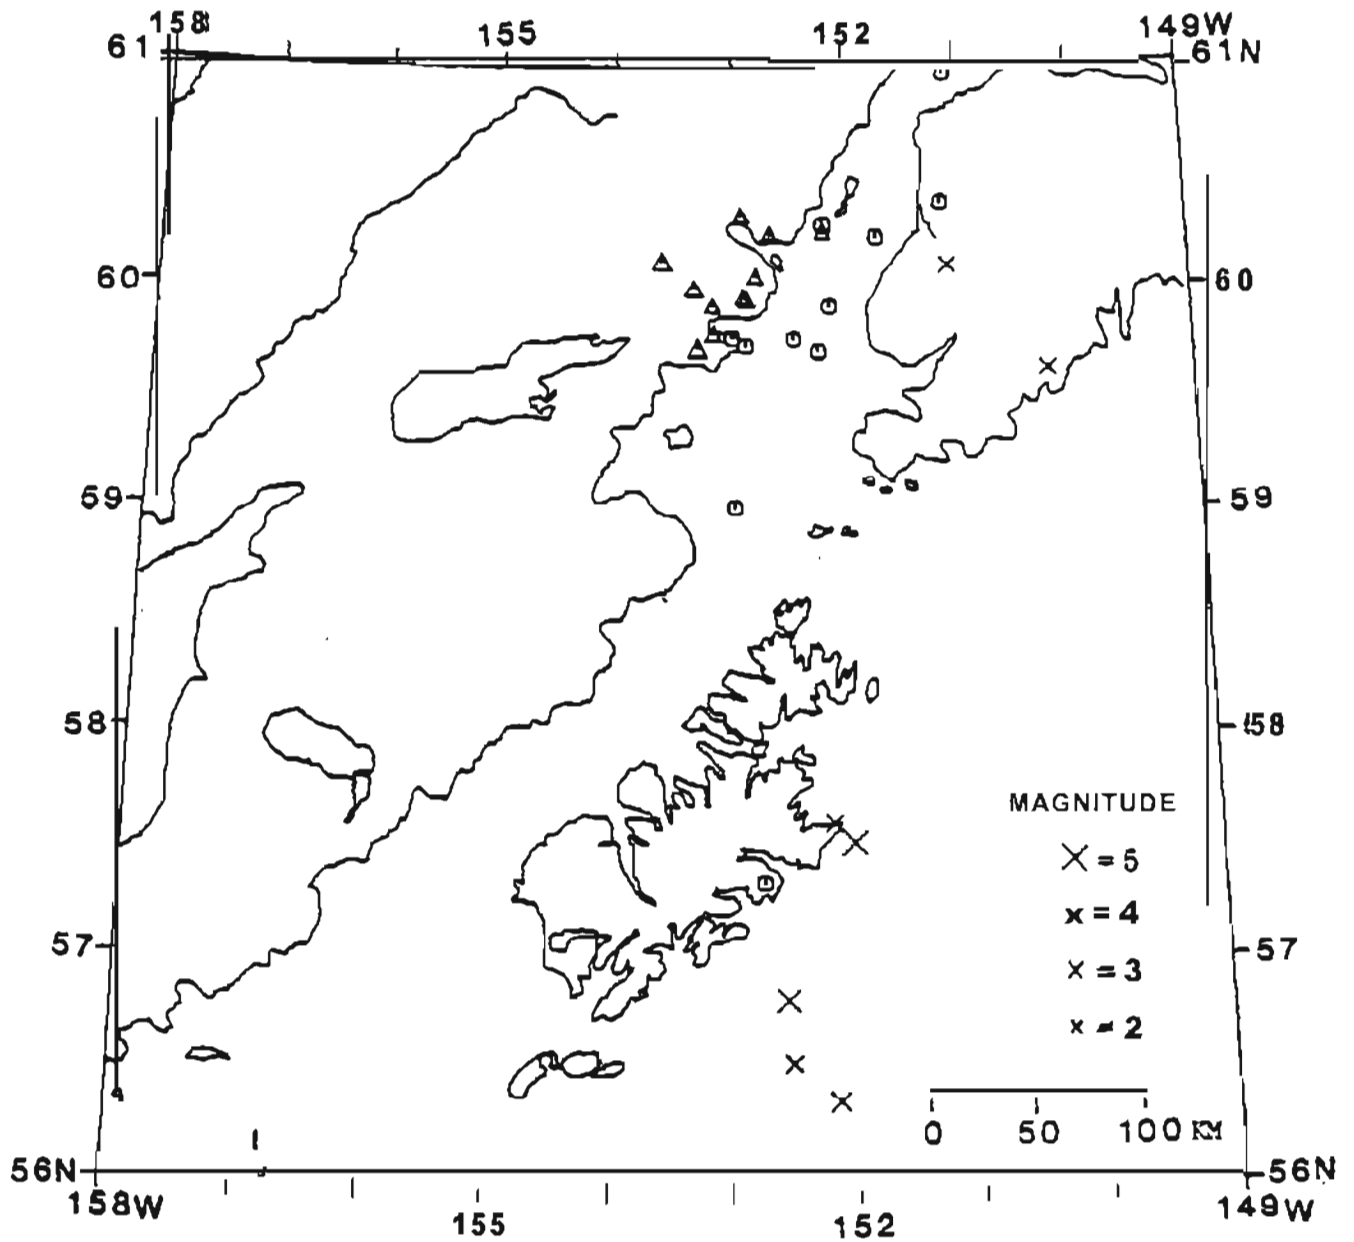 158 155 152 149W
61 61N
60 60
59 59
58 58
MAGNITUDE
X = 5
x = 4
57 x = 3 57
x = 2
0 50 100 KM
56N 56N
158W 155 152 149W